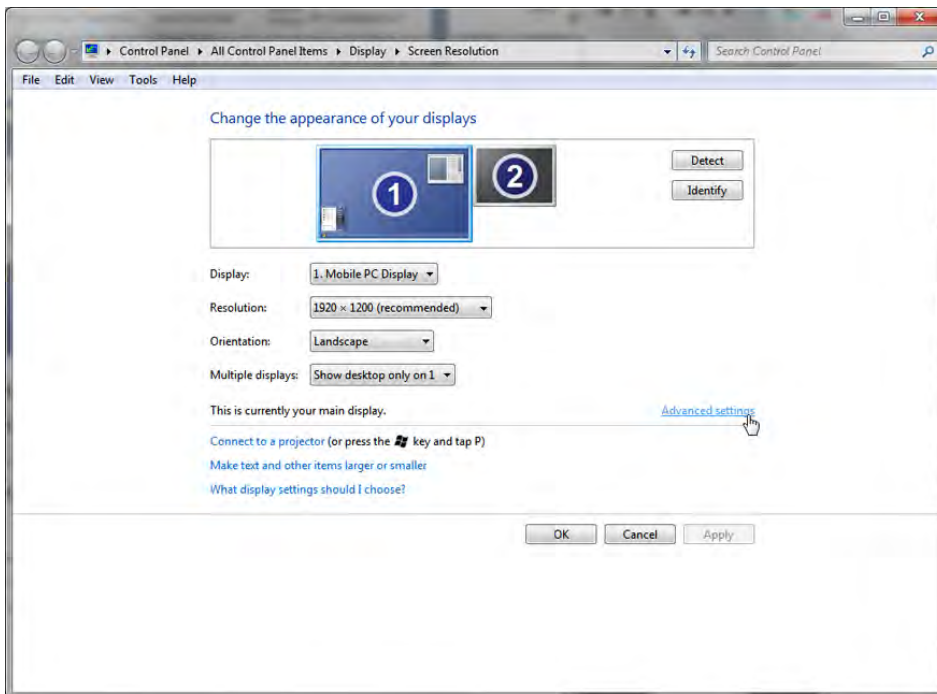 Control Panel ▸ All Control Panel Items ▸ Display ▸ Screen Resolution
Search Control Panel
File Edit View Tools Help
Change the appearance of your displays
1
2
Detect
Identify
Display: 1. Mobile PC Display
Resolution: 1920 × 1200 (recommended)
Orientation: Landscape
Multiple displays: Show desktop only on 1
This is currently your main display. Advanced settings
Connect to a projector (or press the key and tap P)
Make text and other items larger or smaller
What display settings should I choose?
OK Cancel Apply